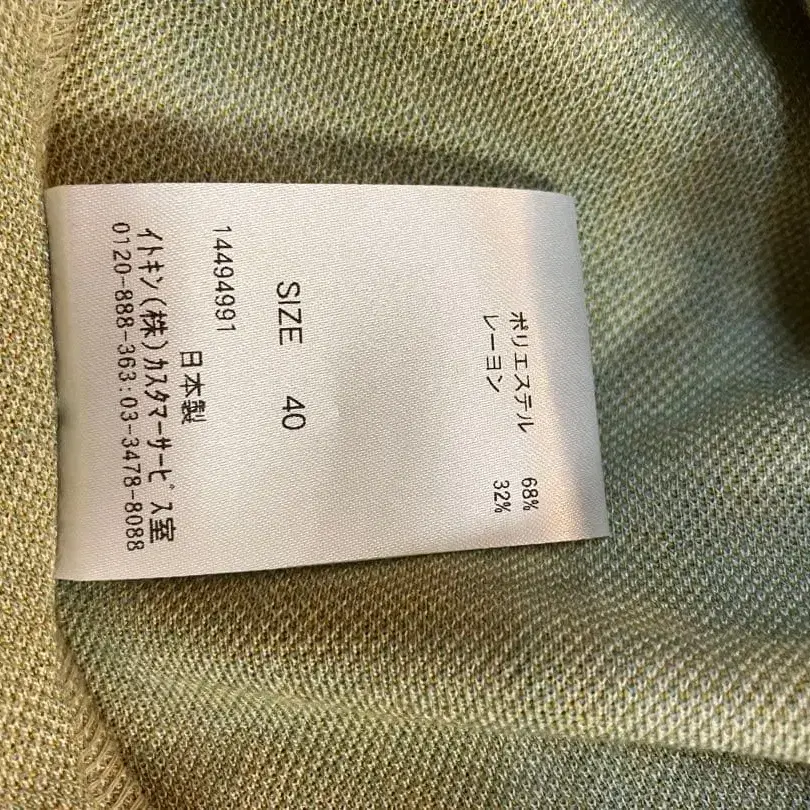 ポリエステル 68%
レーヨン 32%
SIZE 40
14494991
日本製
イトキン(株)カスタマーサービス室
0120-888-363:03-3478-8088